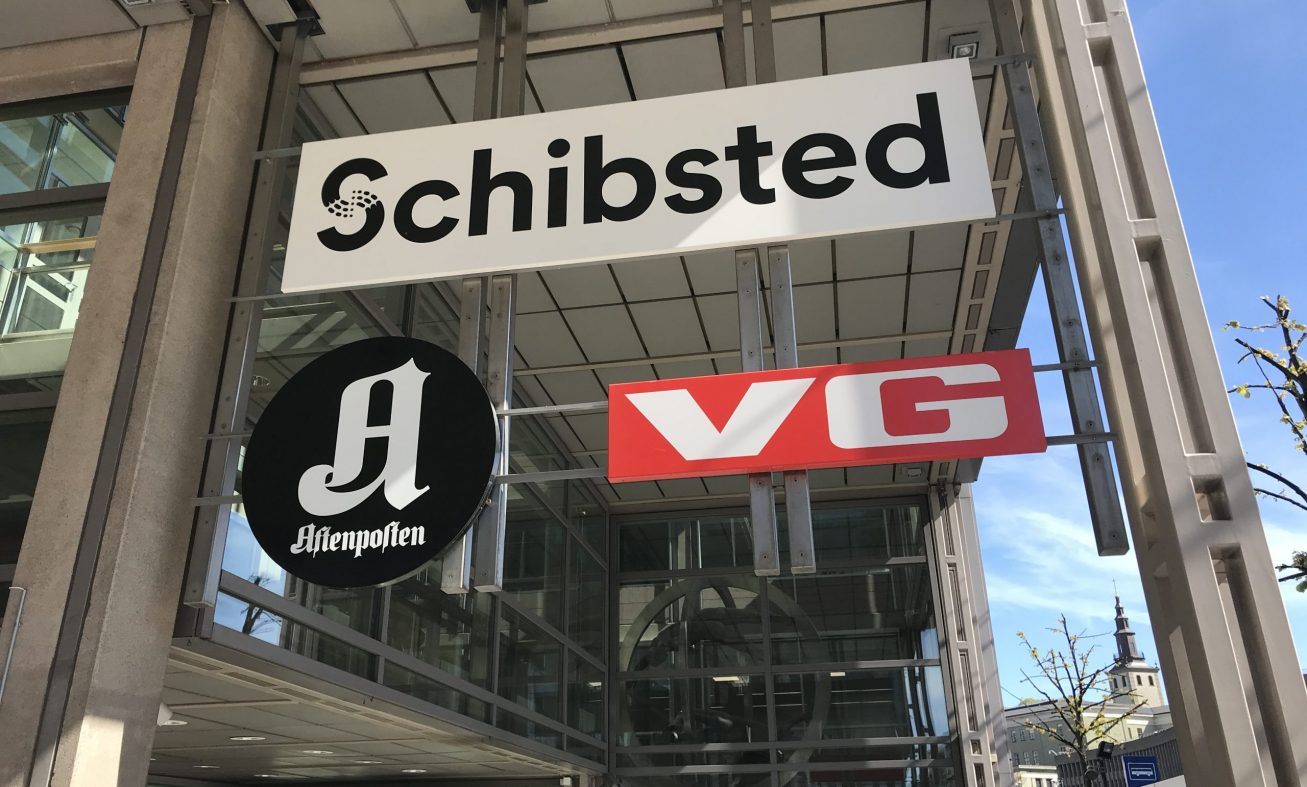 Schibsted
VG
A
Aftenposten